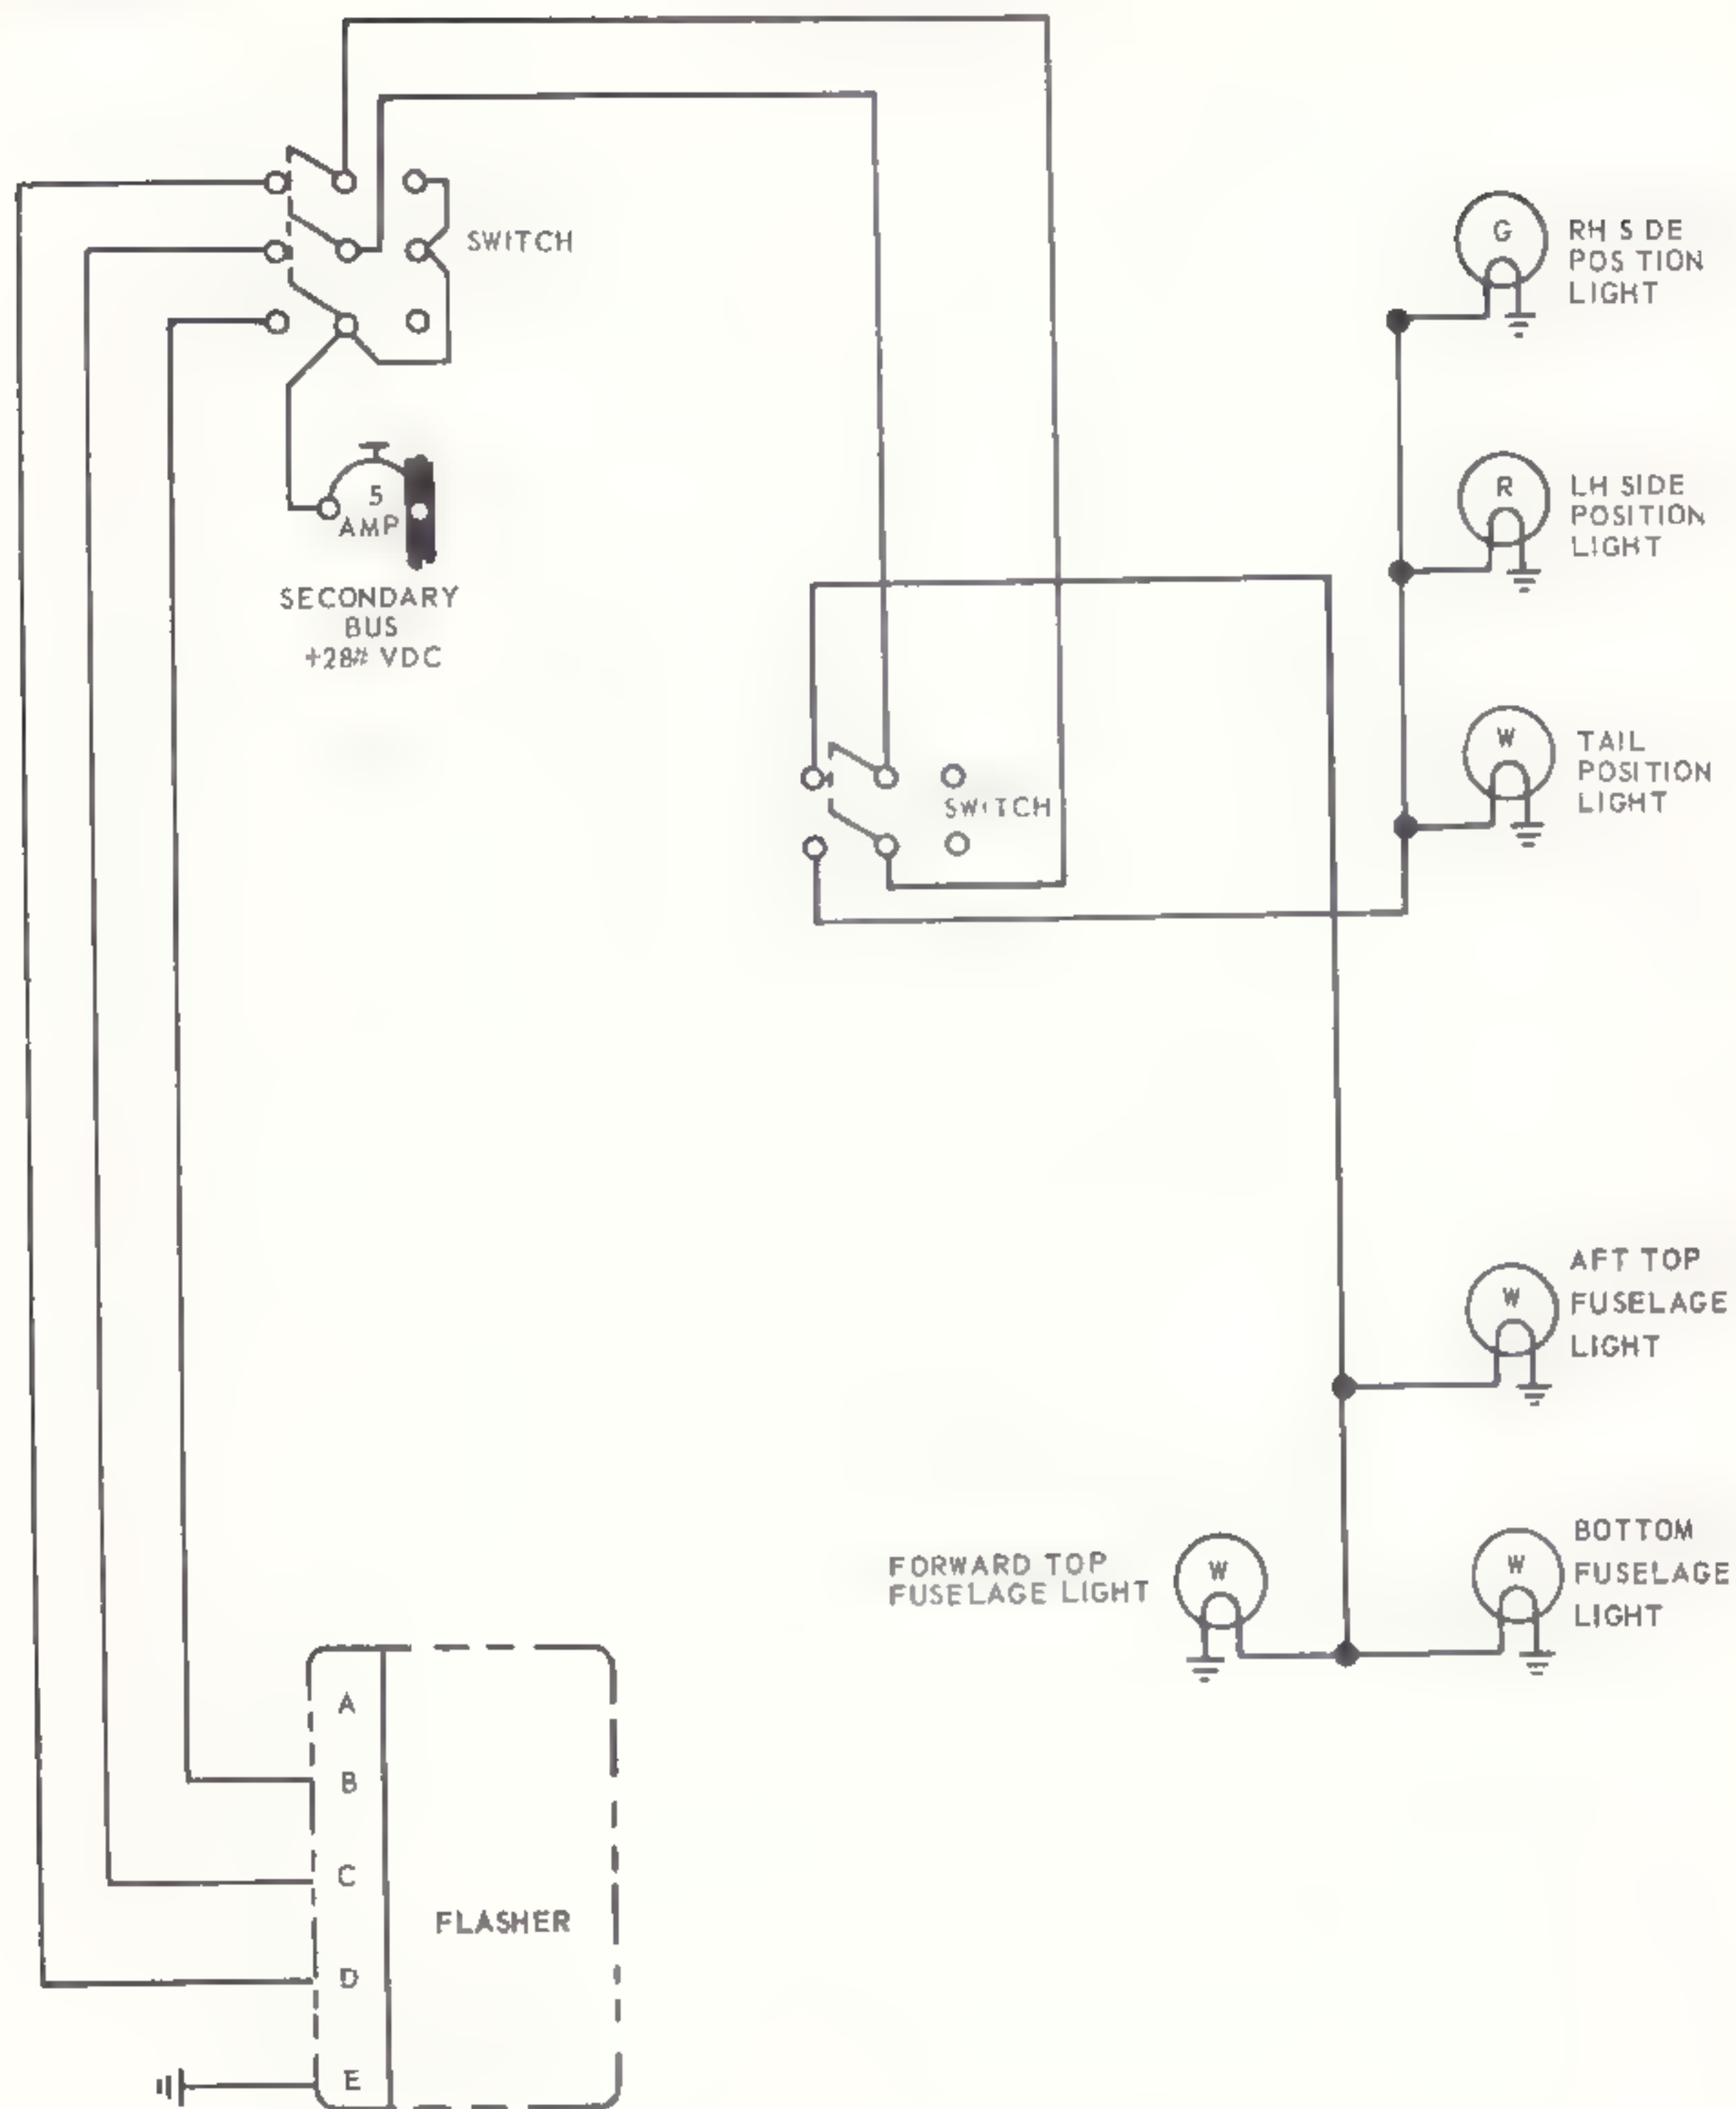 SWITCH
G
RH S DE
POS TION
LIGHT
5
AMP
R
LH SIDE
POSITION
LIGHT
SECONDARY
BUS
+28# VDC
W
TAIL
POSITION
LIGHT
SWITCH
W
AFT TOP
FUSELAGE
LIGHT
FORWARD TOP
FUSELAGE LIGHT
W
W
BOTTOM
FUSELAGE
LIGHT
A
B
C
FLASHER
D
E